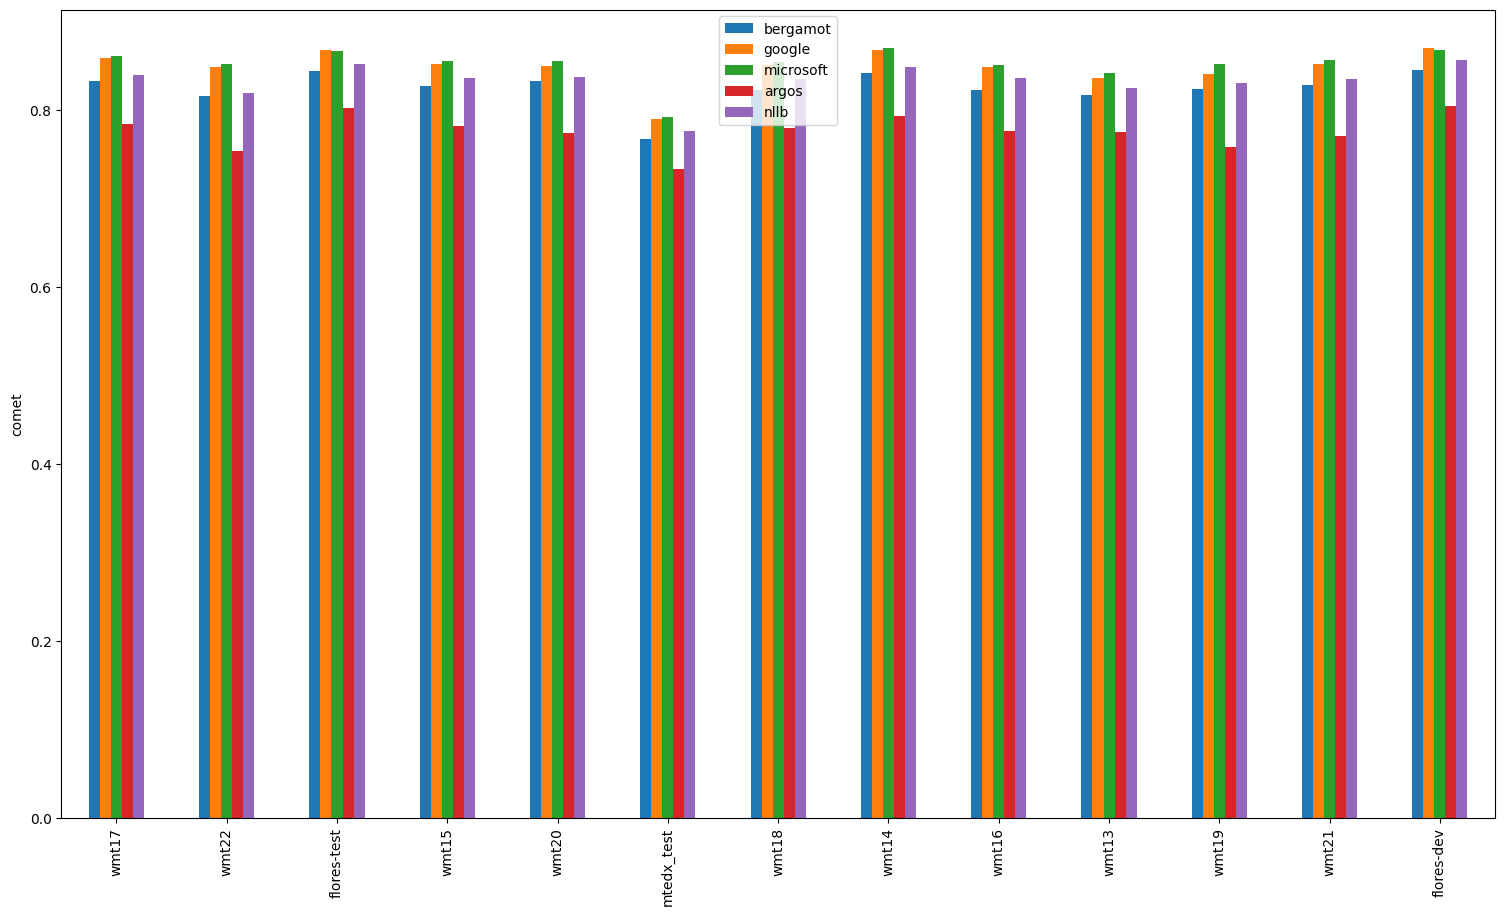 bergamot
google
microsoft
argos
nllb
0.8
0.6
0.4
0.2
0.0
comet
wmt17
wmt22
flores-test
wmt15
wmt20
mtedx_test
wmt18
wmt14
wmt16
wmt13
wmt19
wmt21
flores-dev